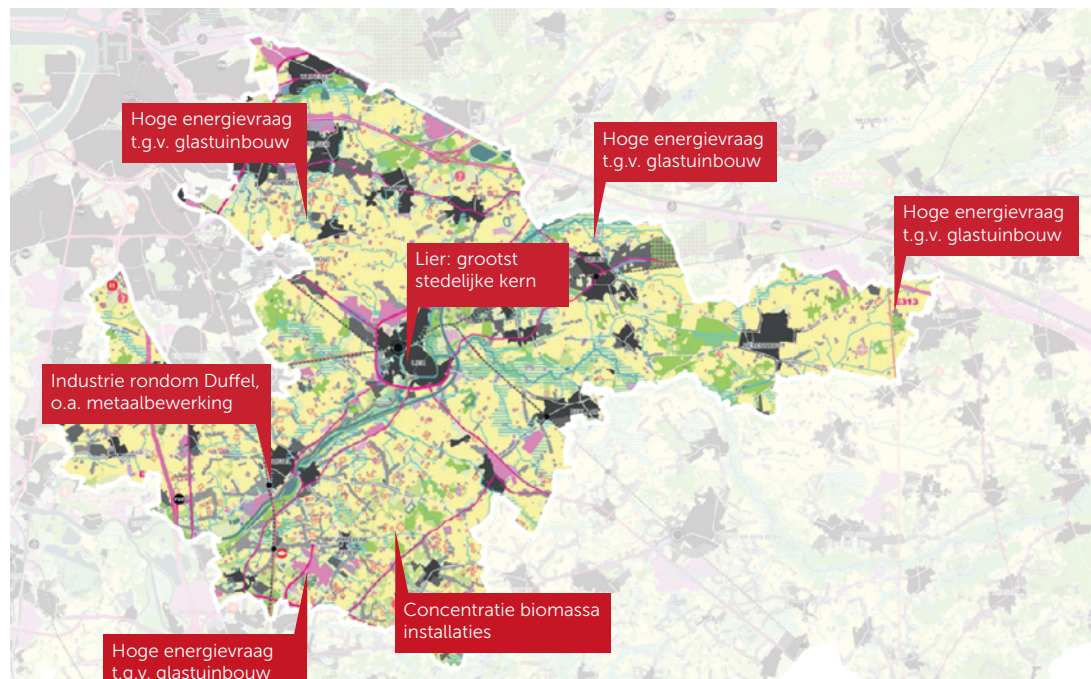 Hoge energievraag
t.g.v. glastuinbouw
Hoge energievraag
t.g.v. glastuinbouw
Hoge energievraag
t.g.v. glastuinbouw
Lier: grootst
stedelijke kern
E313
LIER
Industrie rondom Duffel,
o.a. metaalbewerking
Concentratie biomassa
installaties
Hoge energievraag
t.g.v. glastuinbouw